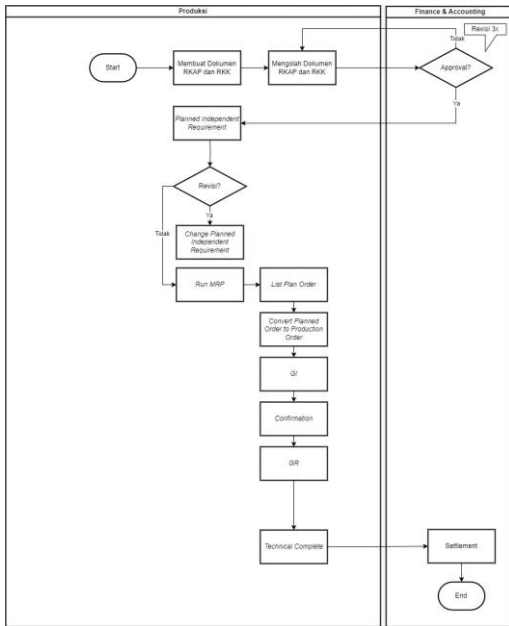 Produksi
Finance & Accounting
Revisi 3x
Tidak
Start
Membuat Dokumen
RKAP dan RKK
Mengolah Dokumen
RKAP dan RKK
Approval?
Ya
Planned Independent
Requirement
Revisi?
Ya
Tidak
Change Planned
Independent
Requirement
Run MRP
List Plan Order
Convert Planned
Order to Production
Order
GI
Confirmation
GR
Technical Complete
Settlement
End